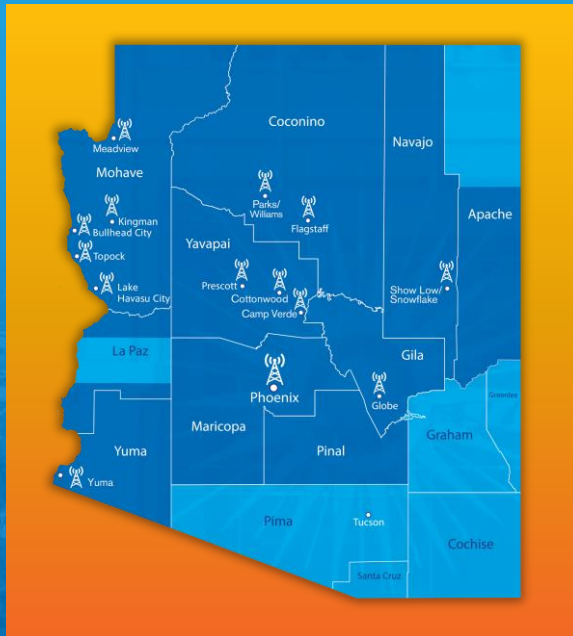 Coconino
Navajo
Meadview
Mohave
Parks/
Williams
Flagstaff
Apache
Kingman
Bullhead City
Yavapai
Topock
Prescott
Cottonwood
Camp Verde
Lake
Havasu City
Show Low/
Snowflake
La Paz
Gila
Phoenix
Globe
Greenlee
Maricopa
Graham
Yuma
Pinal
Yuma
Pima
Tucson
Cochise
Santa Cruz